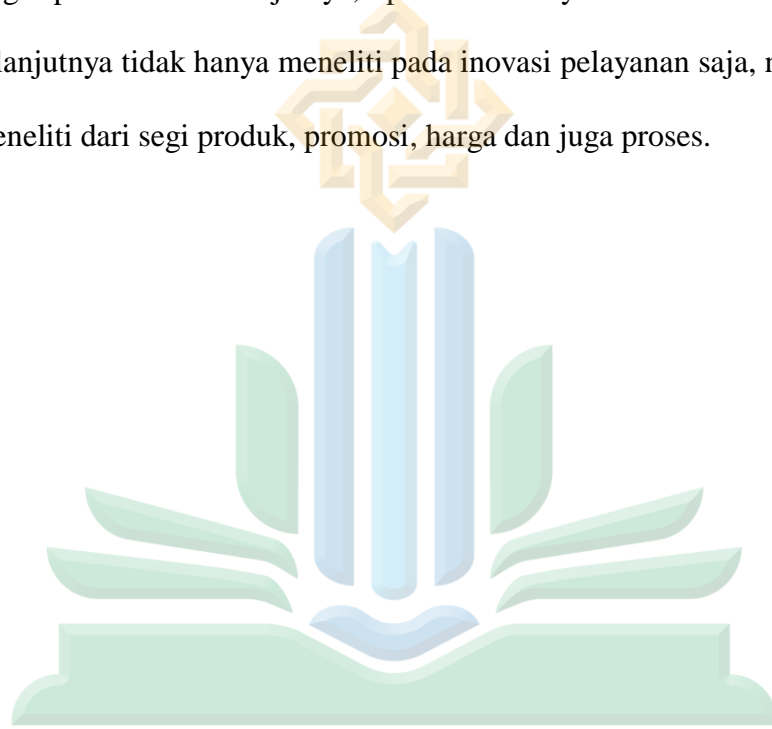 lanjutnya tidak hanya meneliti pada inovasi pelayanan saja,
eneliti dari segi produk, promosi, harga dan juga proses.